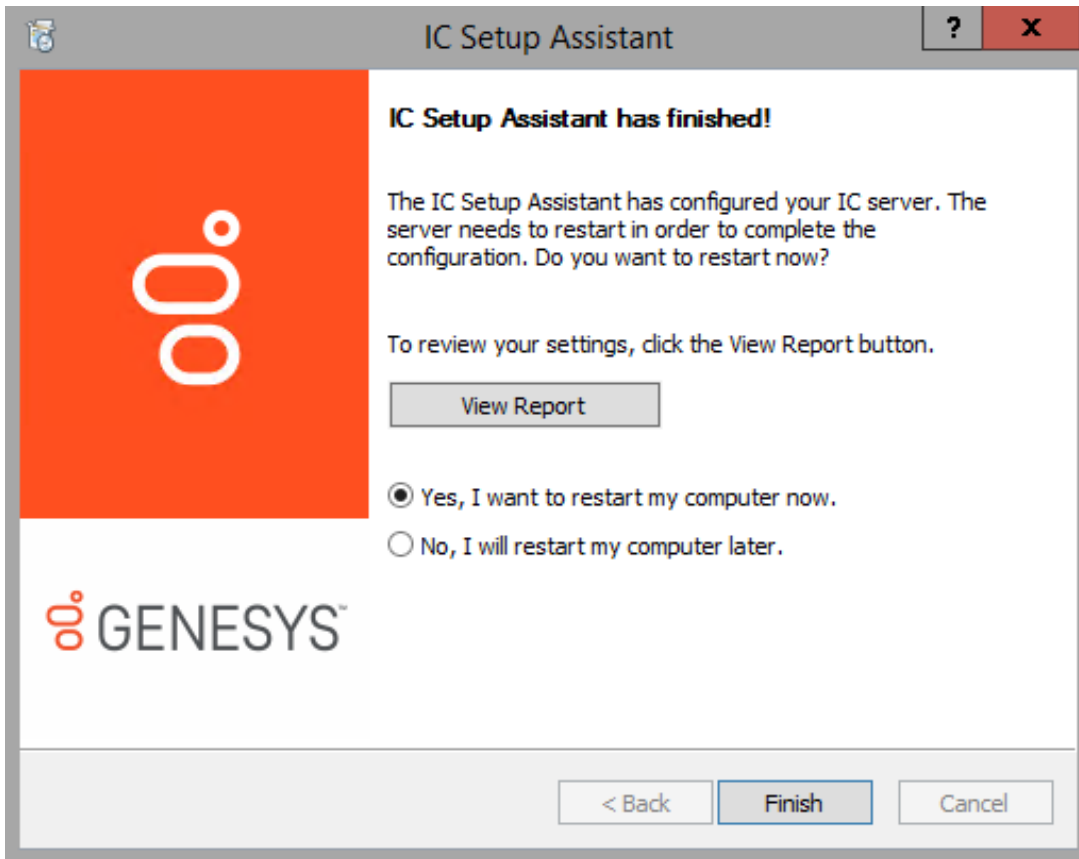 IC Setup Assistant
?
X
IC Setup Assistant has finished!
The IC Setup Assistant has configured your IC server. The
server needs to restart in order to complete the
configuration. Do you want to restart now?
To review your settings, click the View Report button.
View Report
Yes, I want to restart my computer now.
No, I will restart my computer later.
GENESYS™
< Back
Finish
Cancel